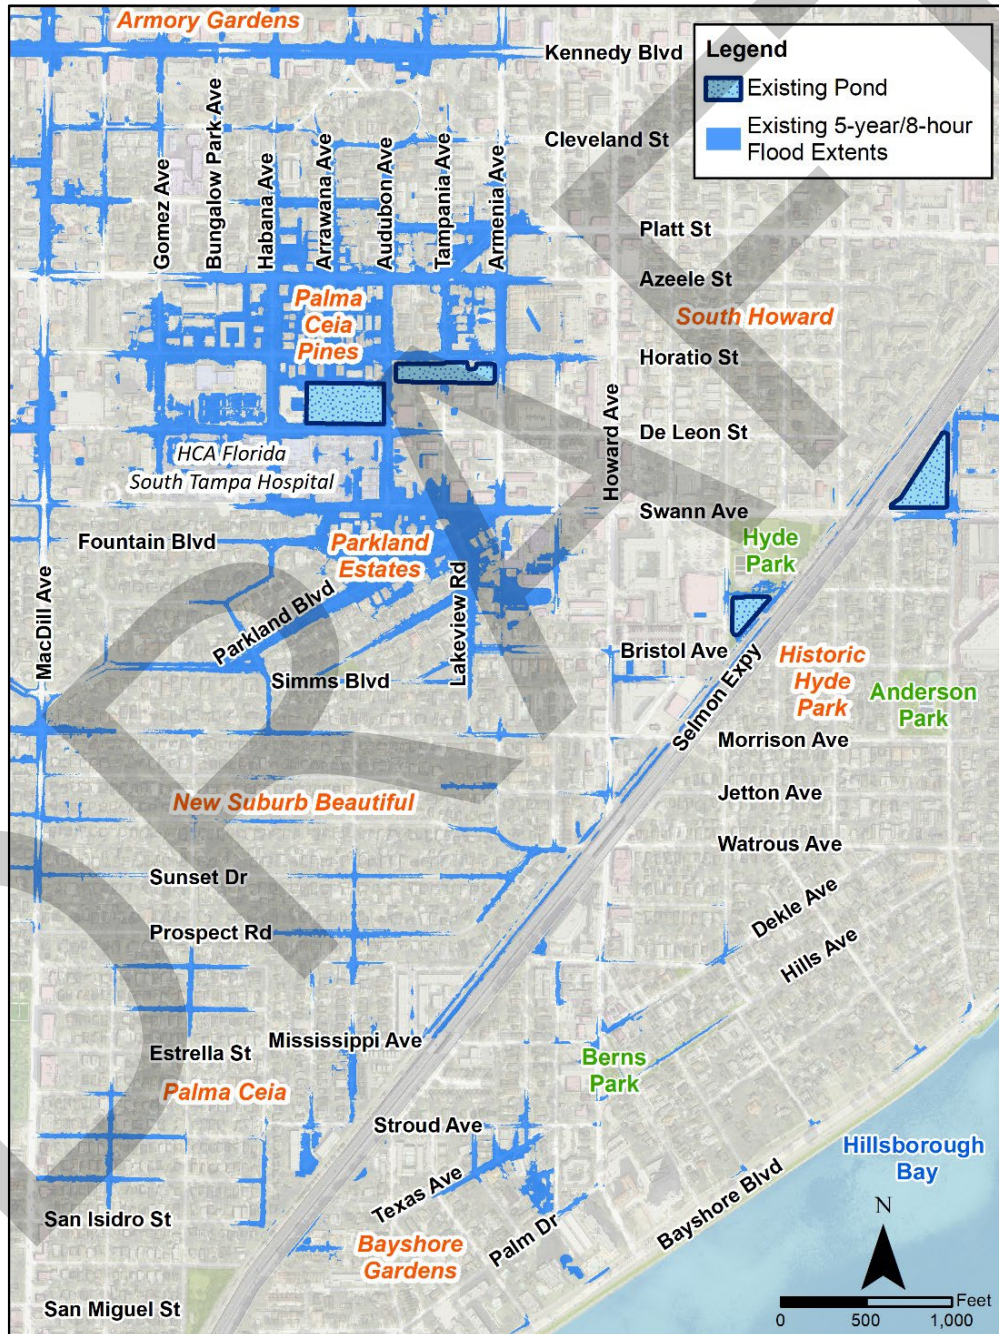 Armory Gardens
Kennedy Blvd
Legend
Existing Pond
Existing 5-year/8-hour
Flood Extents
Cleveland St
Gomez Ave
Bungalow Park Ave
Habana Ave
Arrawana Ave
Audubon Ave
Tampania Ave
Armenia Ave
Platt St
Azeele St
Palma
Ceia
Pines
South Howard
Horatio St
Howard Ave
De Leon St
HCA Florida
South Tampa Hospital
Swann Ave
Fountain Blvd
Parkland
Estates
Hyde
Park
MacDill Ave
Parkland Blvd
Lakeview Rd
Simms Blvd
Bristol Ave
Selmon Expy
Historic
Hyde
Park
Anderson
Park
Morrison Ave
New Suburb Beautiful
Jetton Ave
Watrous Ave
Sunset Dr
Dekle Ave
Prospect Rd
Hills Ave
Mississippi Ave
Estrella St
Berns
Park
Palma Ceia
Stroud Ave
Hillsborough
Bay
Texas Ave
San Isidro St
Palm Dr
Bayshore Blvd
Bayshore
Gardens
N
San Miguel St
Feet
0 500 1,000
DRAFT